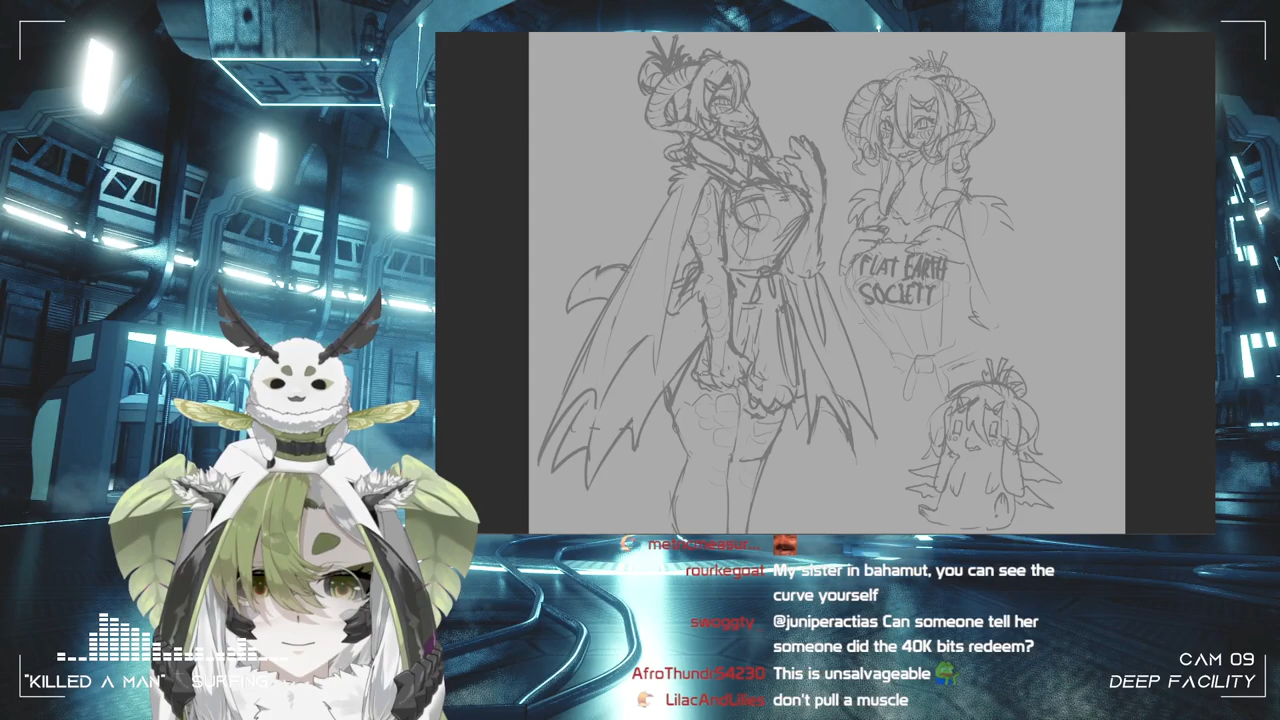 FLAT EARTH
SOCIETY
rourkegoat My sister in bahamut, you can see the
curve yourself
swoggty @juniperactias Can someone tell her
someone did the 40K bits redeem?
AfroThundr54230 This is unsalvageable
LilacAndLilies don't pull a muscle
"KILLED A MAN" SURFING
CAM 09
DEEP FACILITY